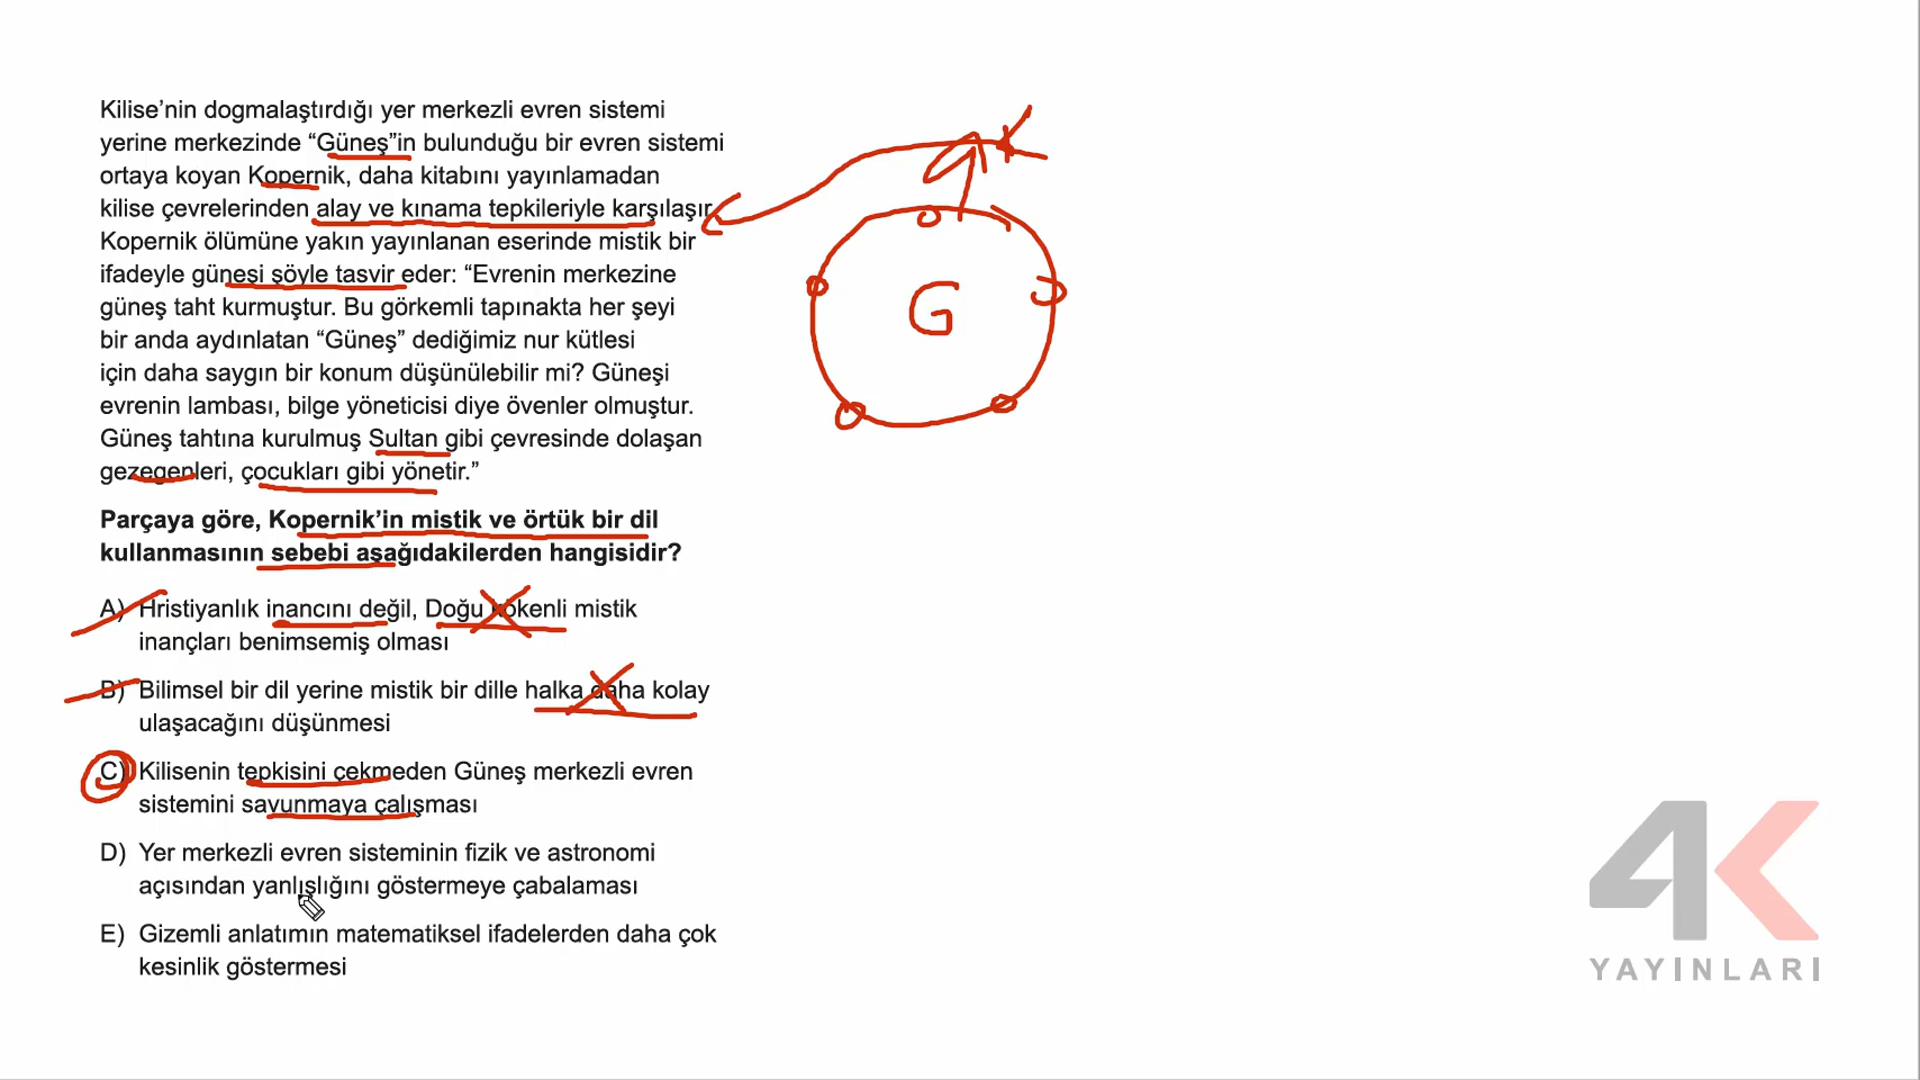 Kilise’nin dogmalaştırdığı yer merkezli evren sistemi
yerine merkezinde “Güneş”in bulunduğu bir evren sistemi
ortaya koyan Kopernik, daha kitabını yayınlamadan
kilise çevrelerinden alay ve kınama tepkileriyle karşılaşır.
Kopernik ölümüne yakın yayınlanan eserinde mistik bir
ifadeyle güneşi şöyle tasvir eder: “Evrenin merkezine
güneş taht kurmuştur. Bu görkemli tapınakta her şeyi
bir anda aydınlatan “Güneş” dediğimiz nur kütlesi
için daha saygın bir konum düşünülebilir mi? Güneşi
evrenin lambası, bilge yöneticisi diye övenler olmuştur.
Güneş tahtına kurulmuş Sultan gibi çevresinde dolaşan
gezegenleri, çocukları gibi yönetir.”
Parçaya göre, Kopernik’in mistik ve örtük bir dil
kullanmasının sebebi aşağıdakilerden hangisidir?
A) Hristiyanlık inancını değil, Doğu kökenli mistik
inançları benimsemiş olması
B) Bilimsel bir dil yerine mistik bir dille halka daha kolay
ulaşacağını düşünmesi
C) Kilisenin tepkisini çekmeden Güneş merkezli evren
sistemini savunmaya çalışması
D) Yer merkezli evren sisteminin fizik ve astronomi
açısından yanlışlığını göstermeye çabalaması
E) Gizemli anlatımın matematiksel ifadelerden daha çok
kesinlik göstermesi
K
G
4K
YAYINLARI